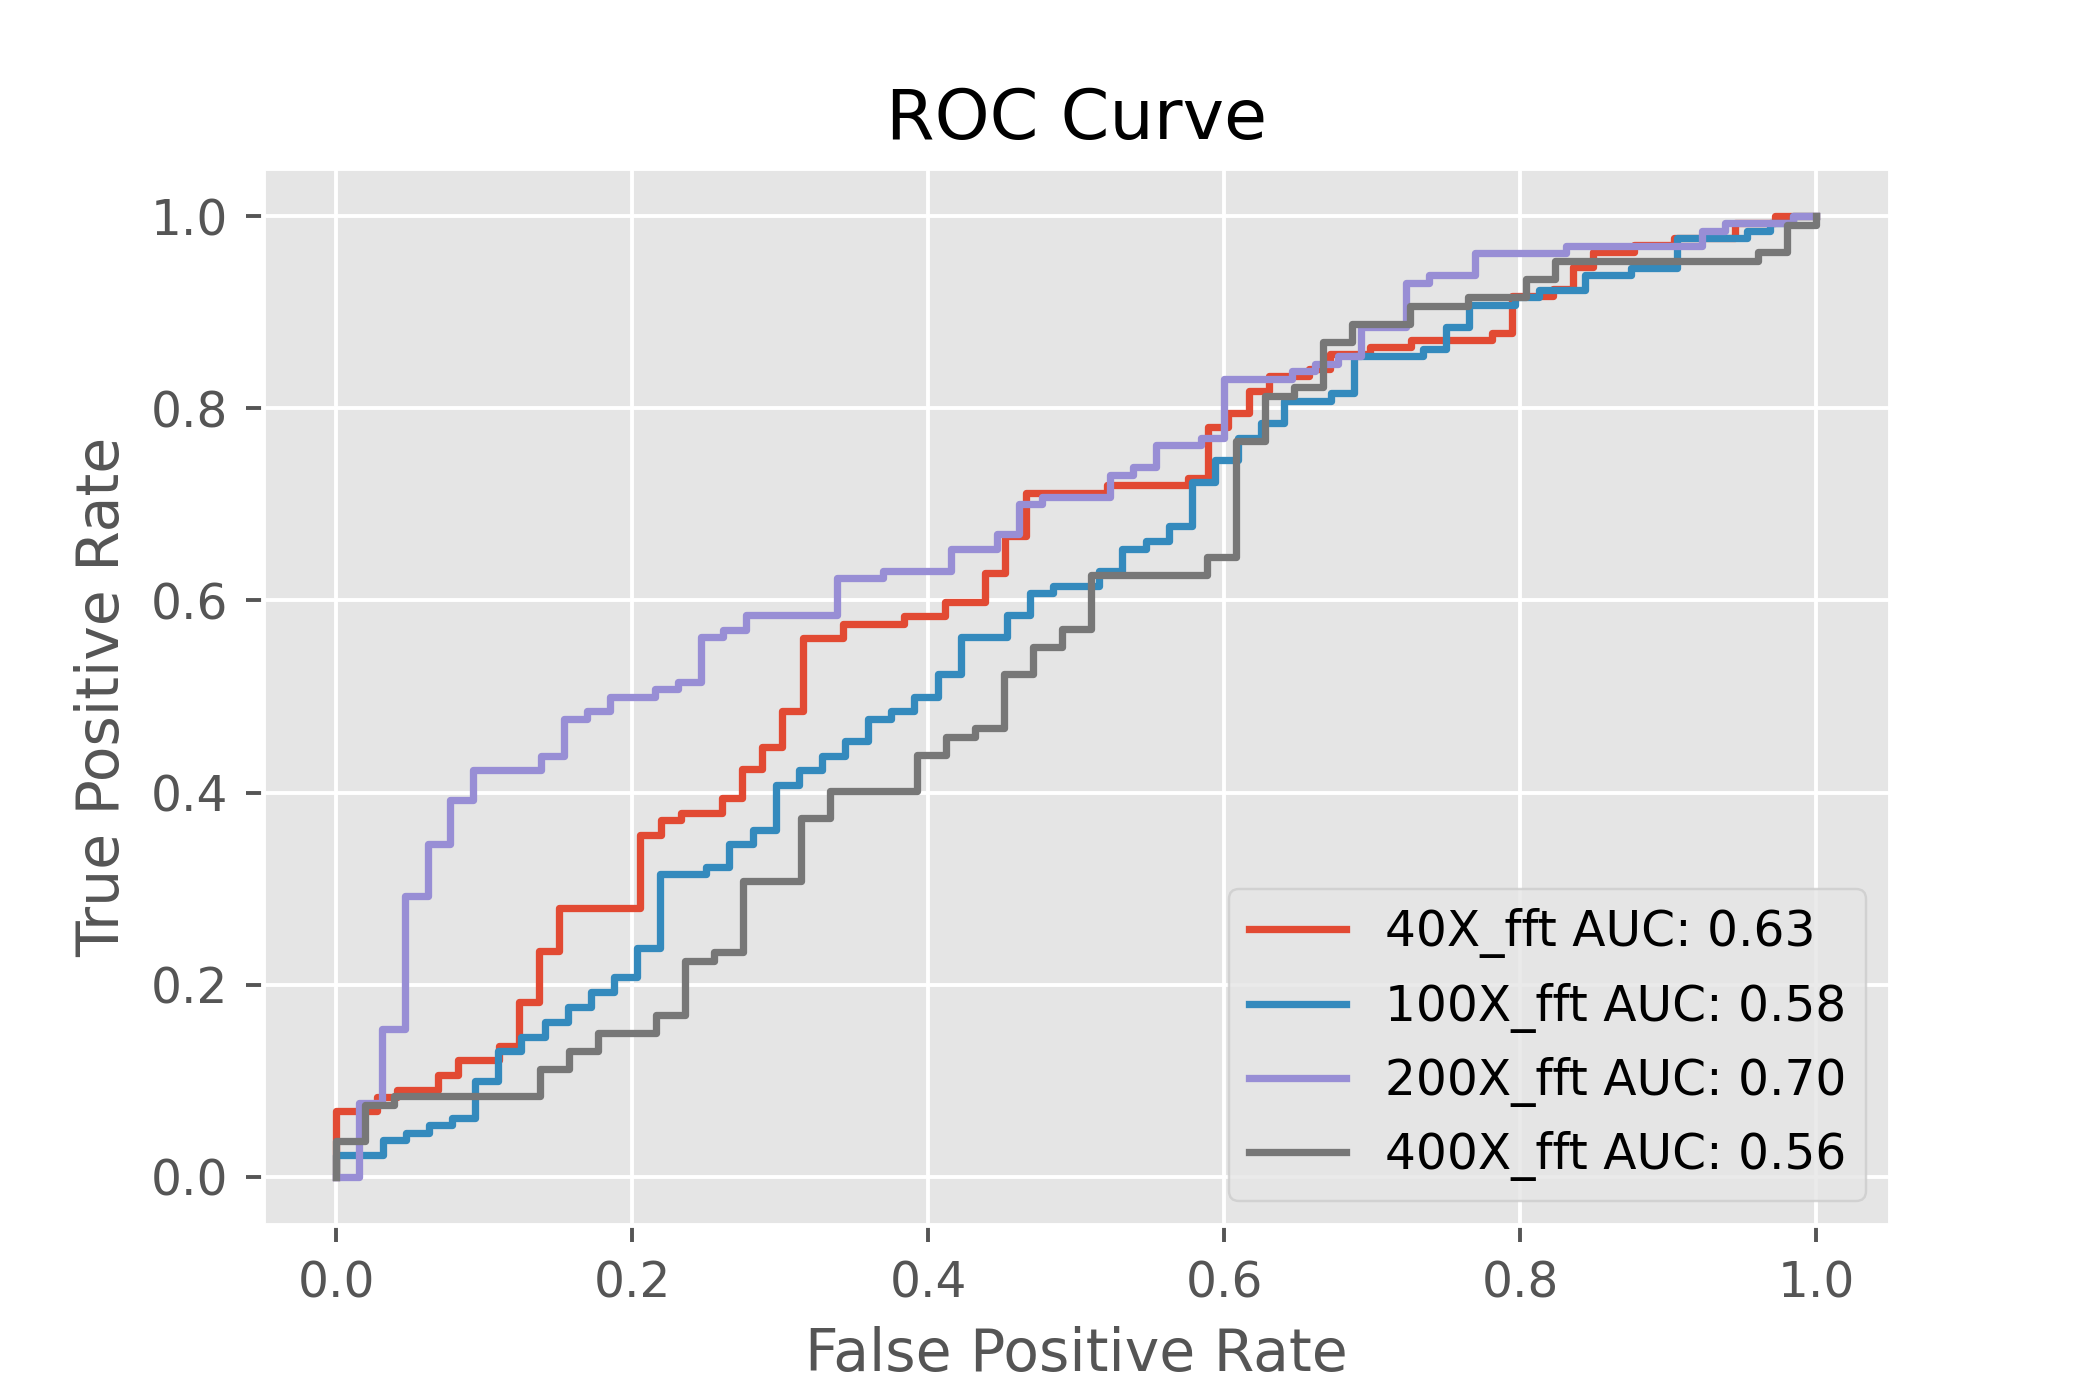 ROC Curve
1.0
0.8
0.6
0.4
0.2
0.0
True Positive Rate
40X_fft AUC: 0.63
100X_fft AUC: 0.58
200X_fft AUC: 0.70
400X_fft AUC: 0.56
0.0 0.2 0.4 0.6 0.8 1.0
False Positive Rate